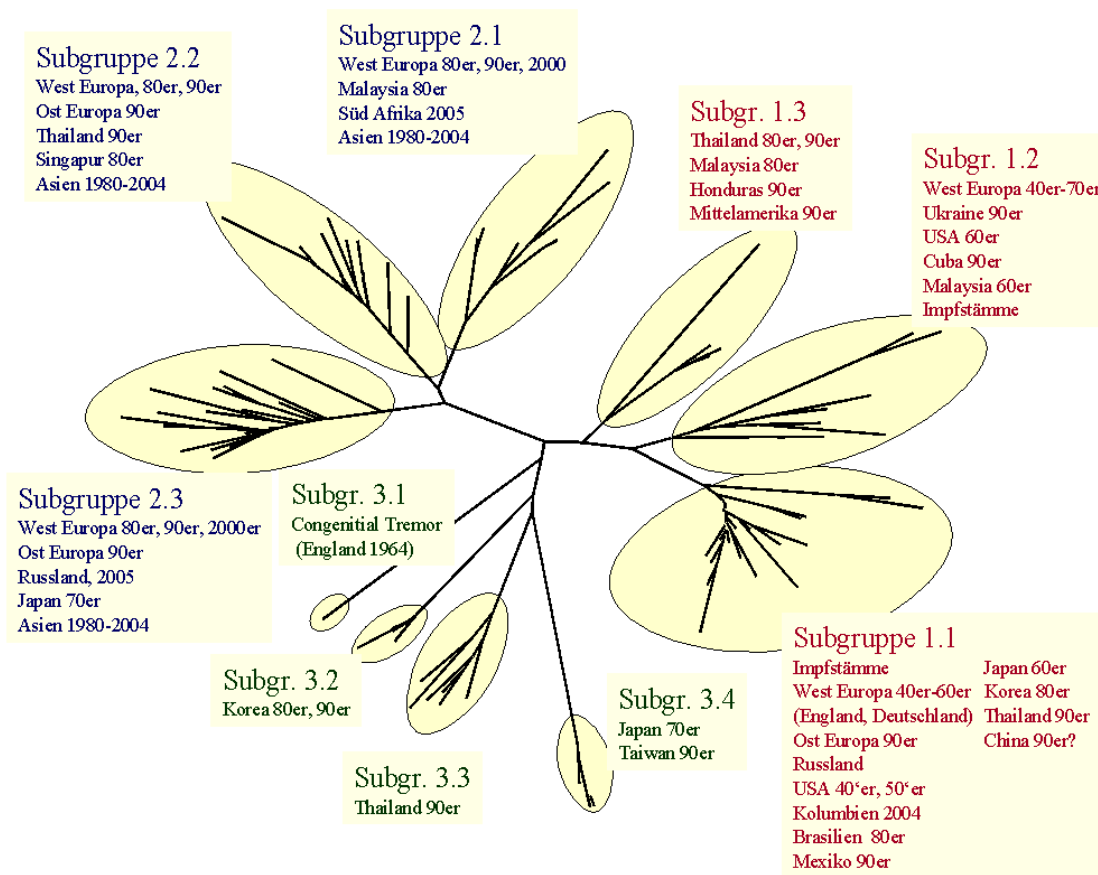 Subgruppe 2.2
West Europa, 80er, 90er
Ost Europa 90er
Thailand 90er
Singapur 80er
Asien 1980-2004
Subgruppe 2.1
West Europa 80er, 90er, 2000
Malaysia 80er
Süd Afrika 2005
Asien 1980-2004
Subgr. 1.3
Thailand 80er, 90er
Malaysia 80er
Honduras 90er
Mittelamerika 90er
Subgr. 1.2
West Europa 40er-70er
Ukraine 90er
USA 60er
Cuba 90er
Malaysia 60er
Impfstämme
Subgruppe 2.3
West Europa 80er, 90er, 2000er
Ost Europa 90er
Russland, 2005
Japan 70er
Asien 1980-2004
Subgr. 3.1
Congenitial Tremor
(England 1964)
Subgr. 3.2
Korea 80er, 90er
Subgr. 3.3
Thailand 90er
Subgr. 3.4
Japan 70er
Taiwan 90er
Subgruppe 1.1
Impfstämme
West Europa 40er-60er
(England, Deutschland)
Ost Europa 90er
Russland
USA 40‘er, 50‘er
Kolumbien 2004
Brasilien 80er
Mexiko 90er
Japan 60er
Korea 80er
Thailand 90er
China 90er?